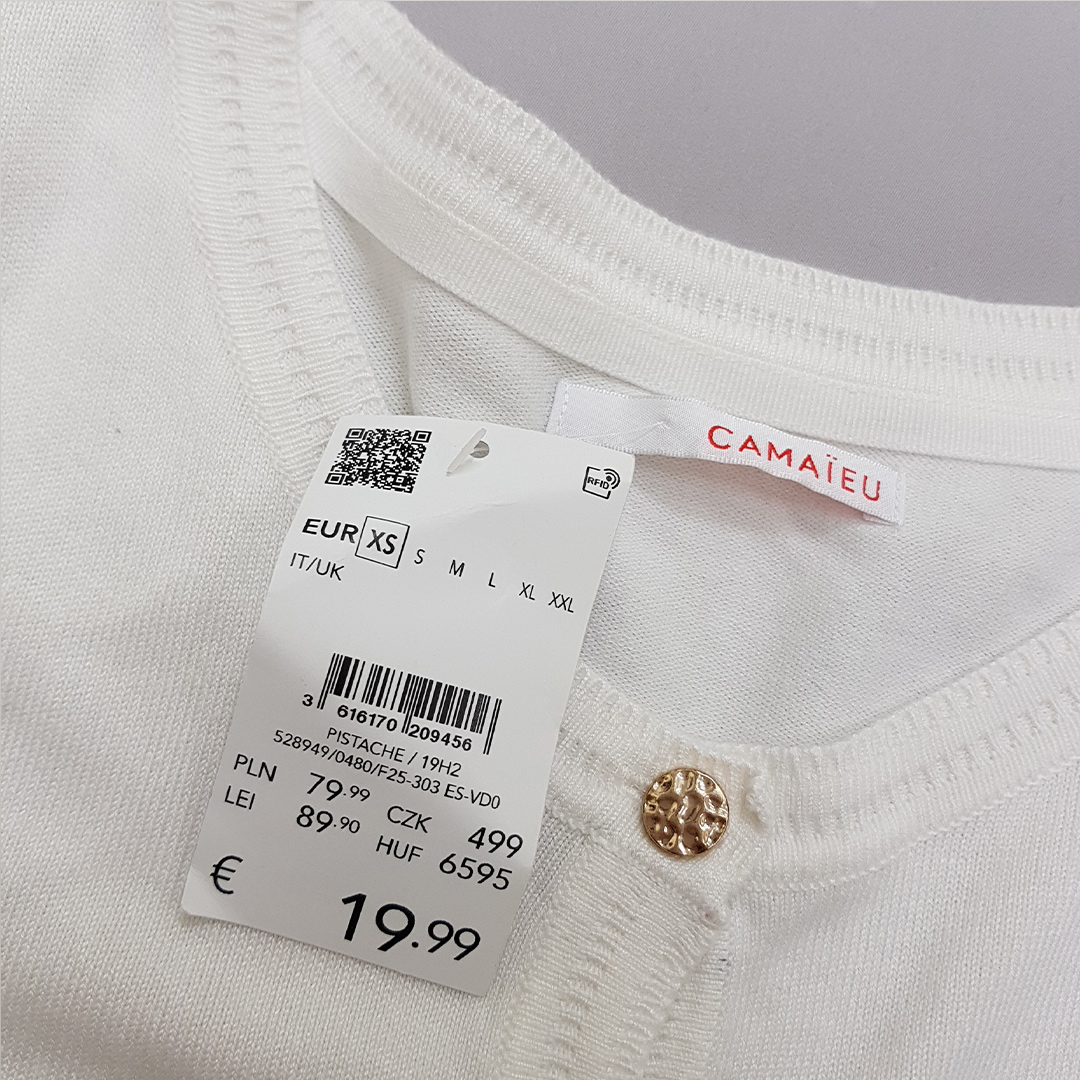 CAMAÏEU
RFID
EUR XS S M L XL XXL
IT/UK
3 616170 209456
PISTACHE / 19H2
528949/0480/F25-303 ES-VD0
PLN 79.99 CZK 499
LEI 89.90 HUF 6595
€ 19.99